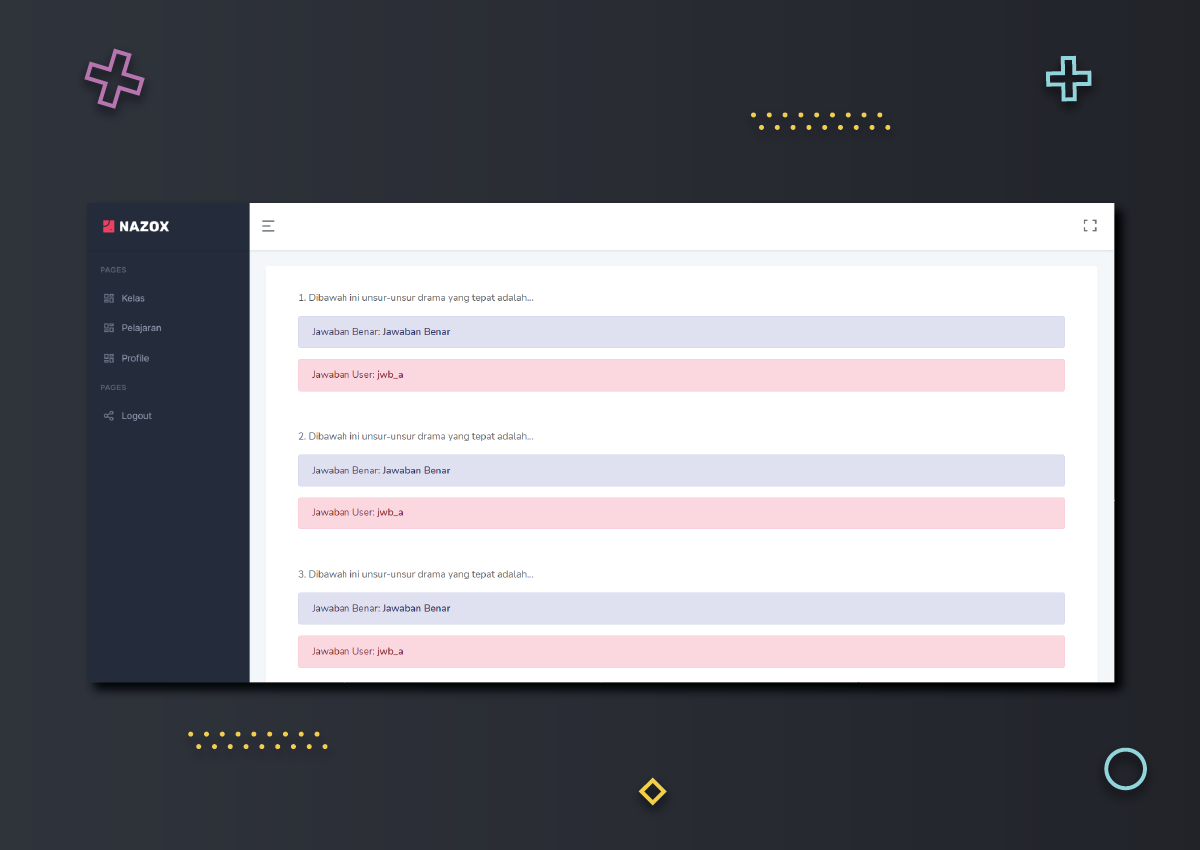 NAZOX
PAGES
Kelas
Pelajaran
Profile
PAGES
Logout
1. Dibawah ini unsur-unsur drama yang tepat adalah...
Jawaban Benar: Jawaban Benar
Jawaban User: jwb_a
2. Dibawah ini unsur-unsur drama yang tepat adalah...
Jawaban Benar: Jawaban Benar
Jawaban User: jwb_a
3. Dibawah ini unsur-unsur drama yang tepat adalah...
Jawaban Benar: Jawaban Benar
Jawaban User: jwb_a